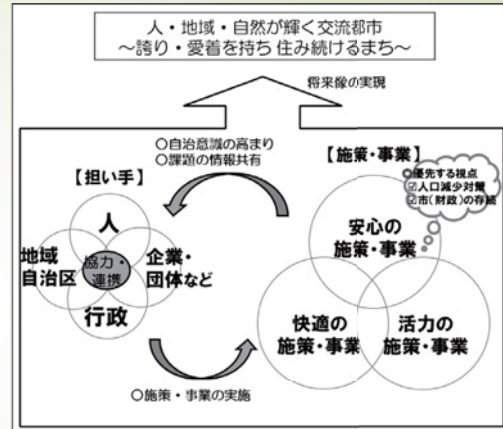 人・地域・自然が輝く交流都市
～誇り・愛着を持ち 住み続けるまち～
将来像の実現
○自治意識の高まり
○課題の情報共有
【担い手】
人
地域
自治区
協力・
連携
企業・
団体など
行政
○施策・事業の実施
【施策・事業】
優先する視点
☑人口減少対策
☑市(財政)の存続
安心の
施策・事業
快適の
施策・事業
活力の
施策・事業